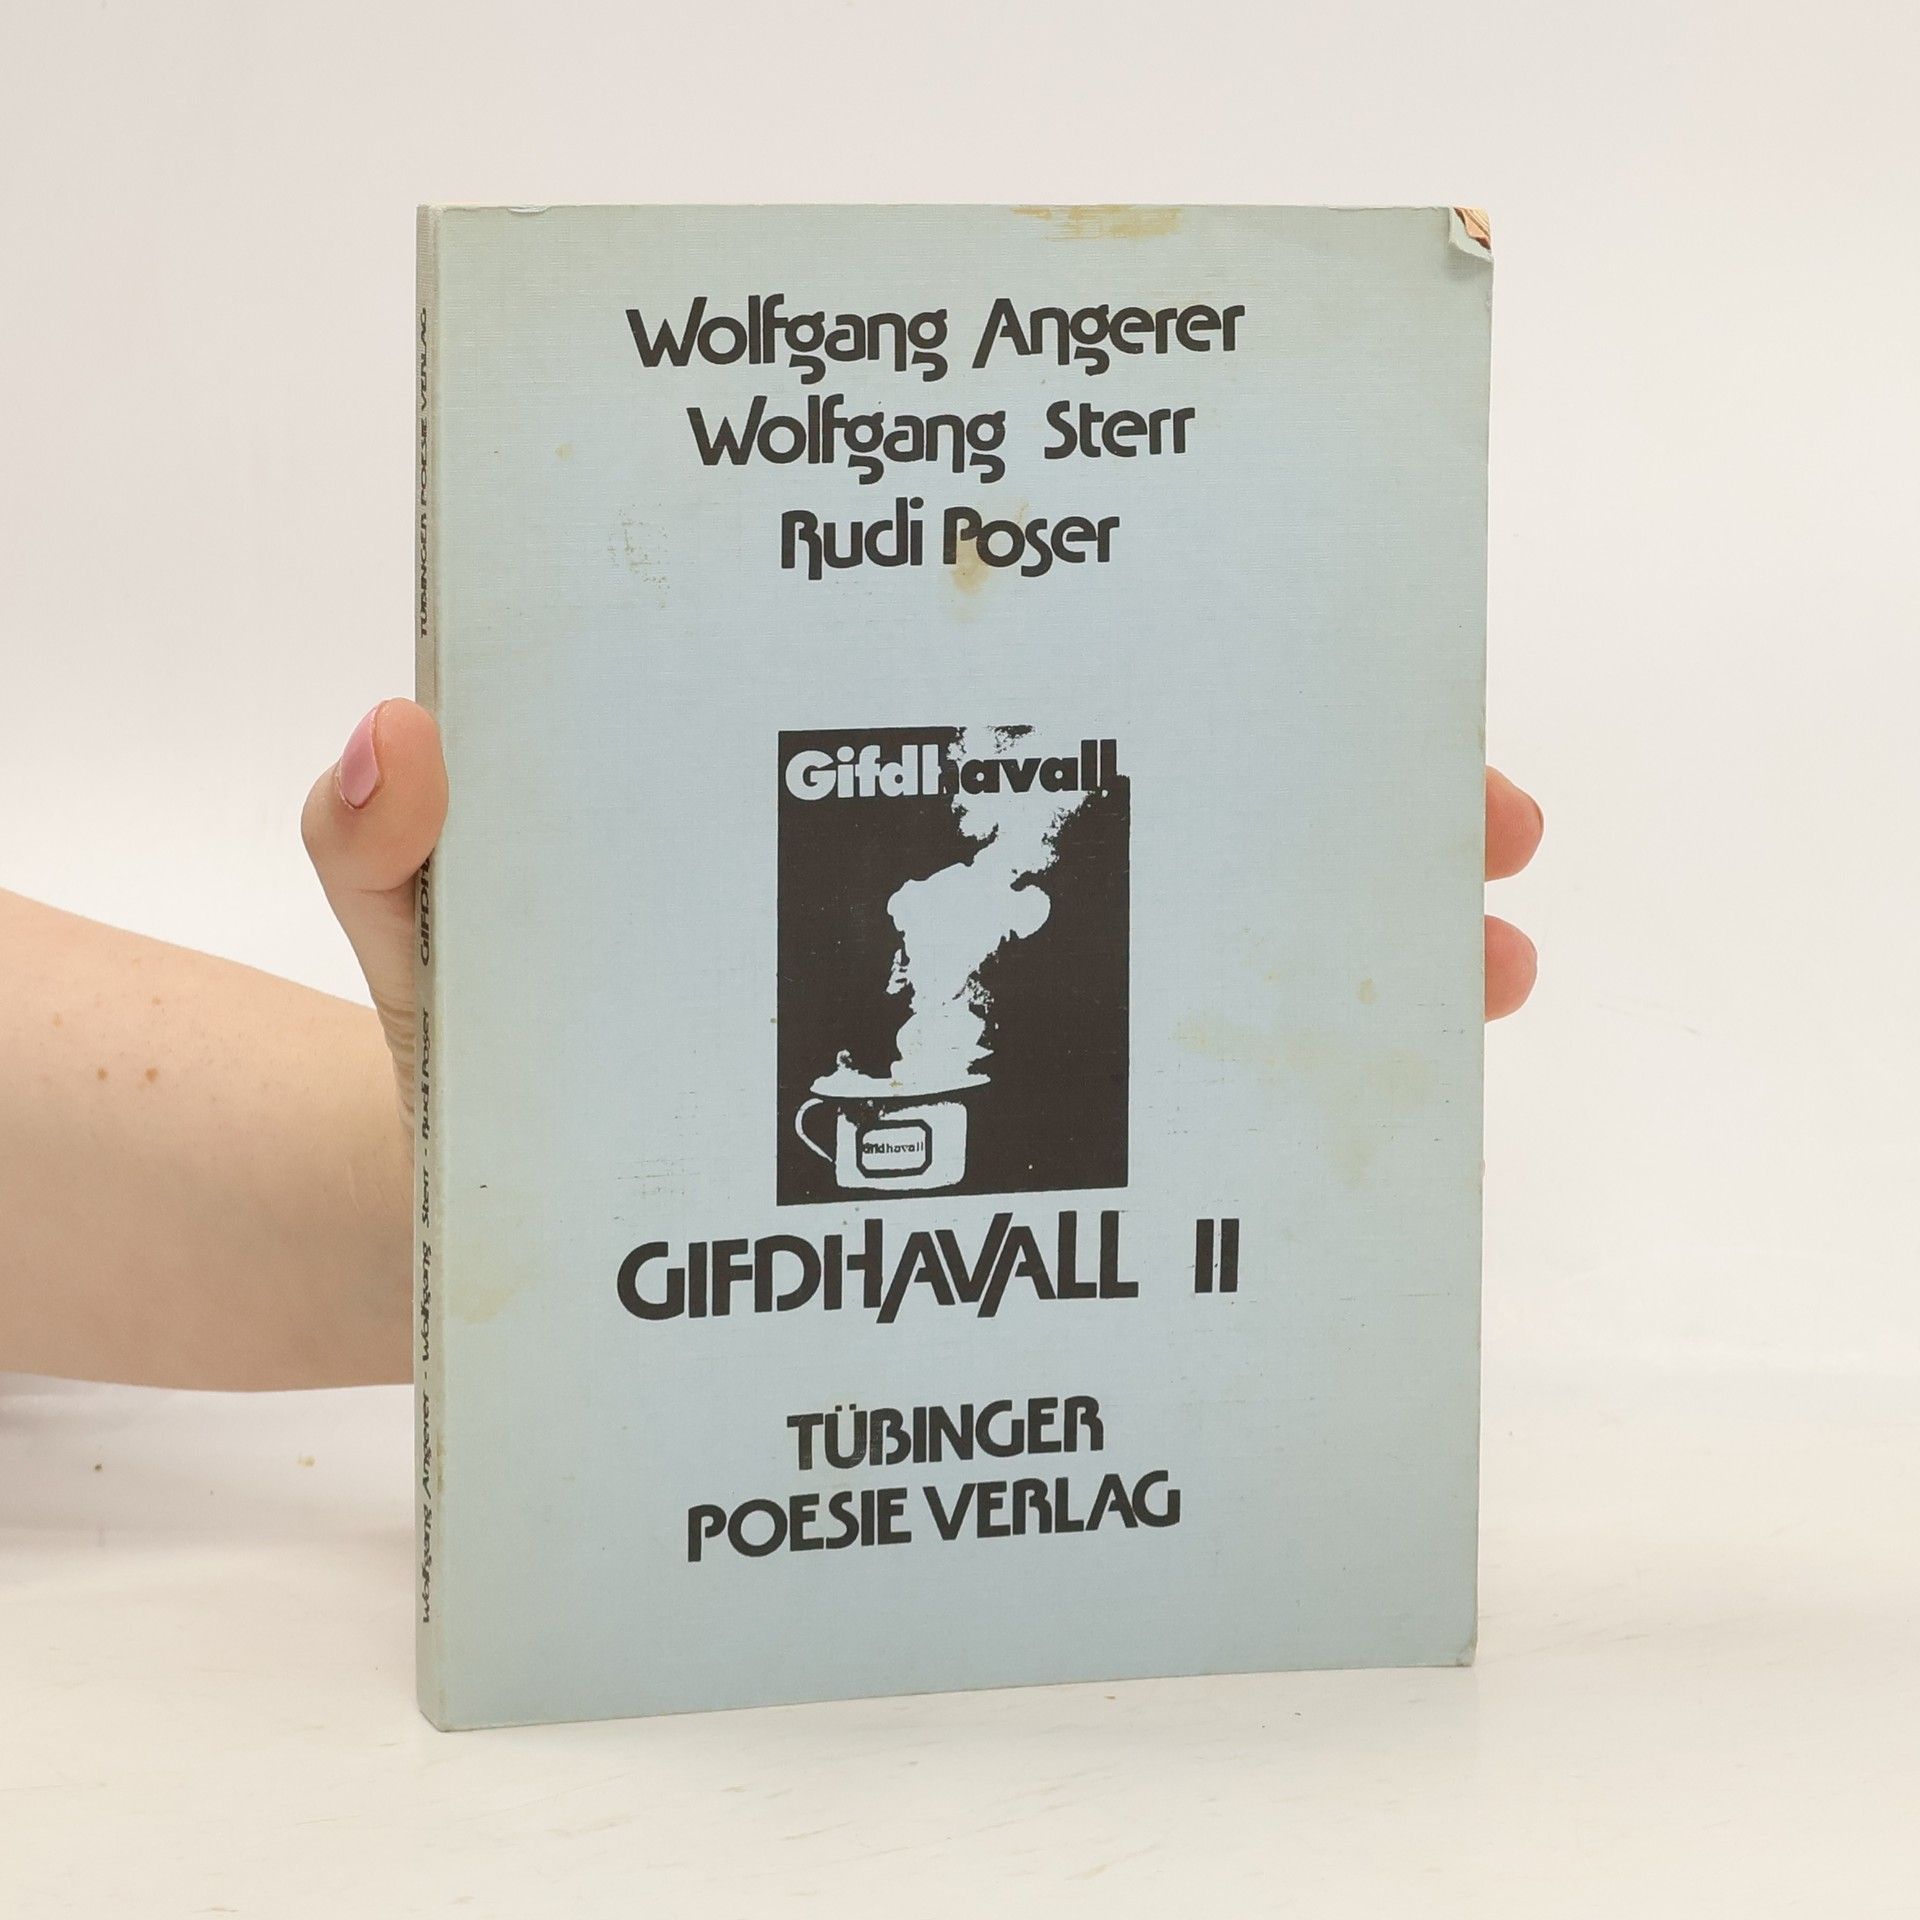 Wolfgang Angerer
Wolfgang Sterr
Rudi Poser
Gifdhavall
Gifdhavall
GIFDHAVALL II
TÜBINGER
POESIE VERLAG
Wolfgang Angerer - Wolfgang Sterr - Rudi Poser TÜBINGER POESIE VERLAG